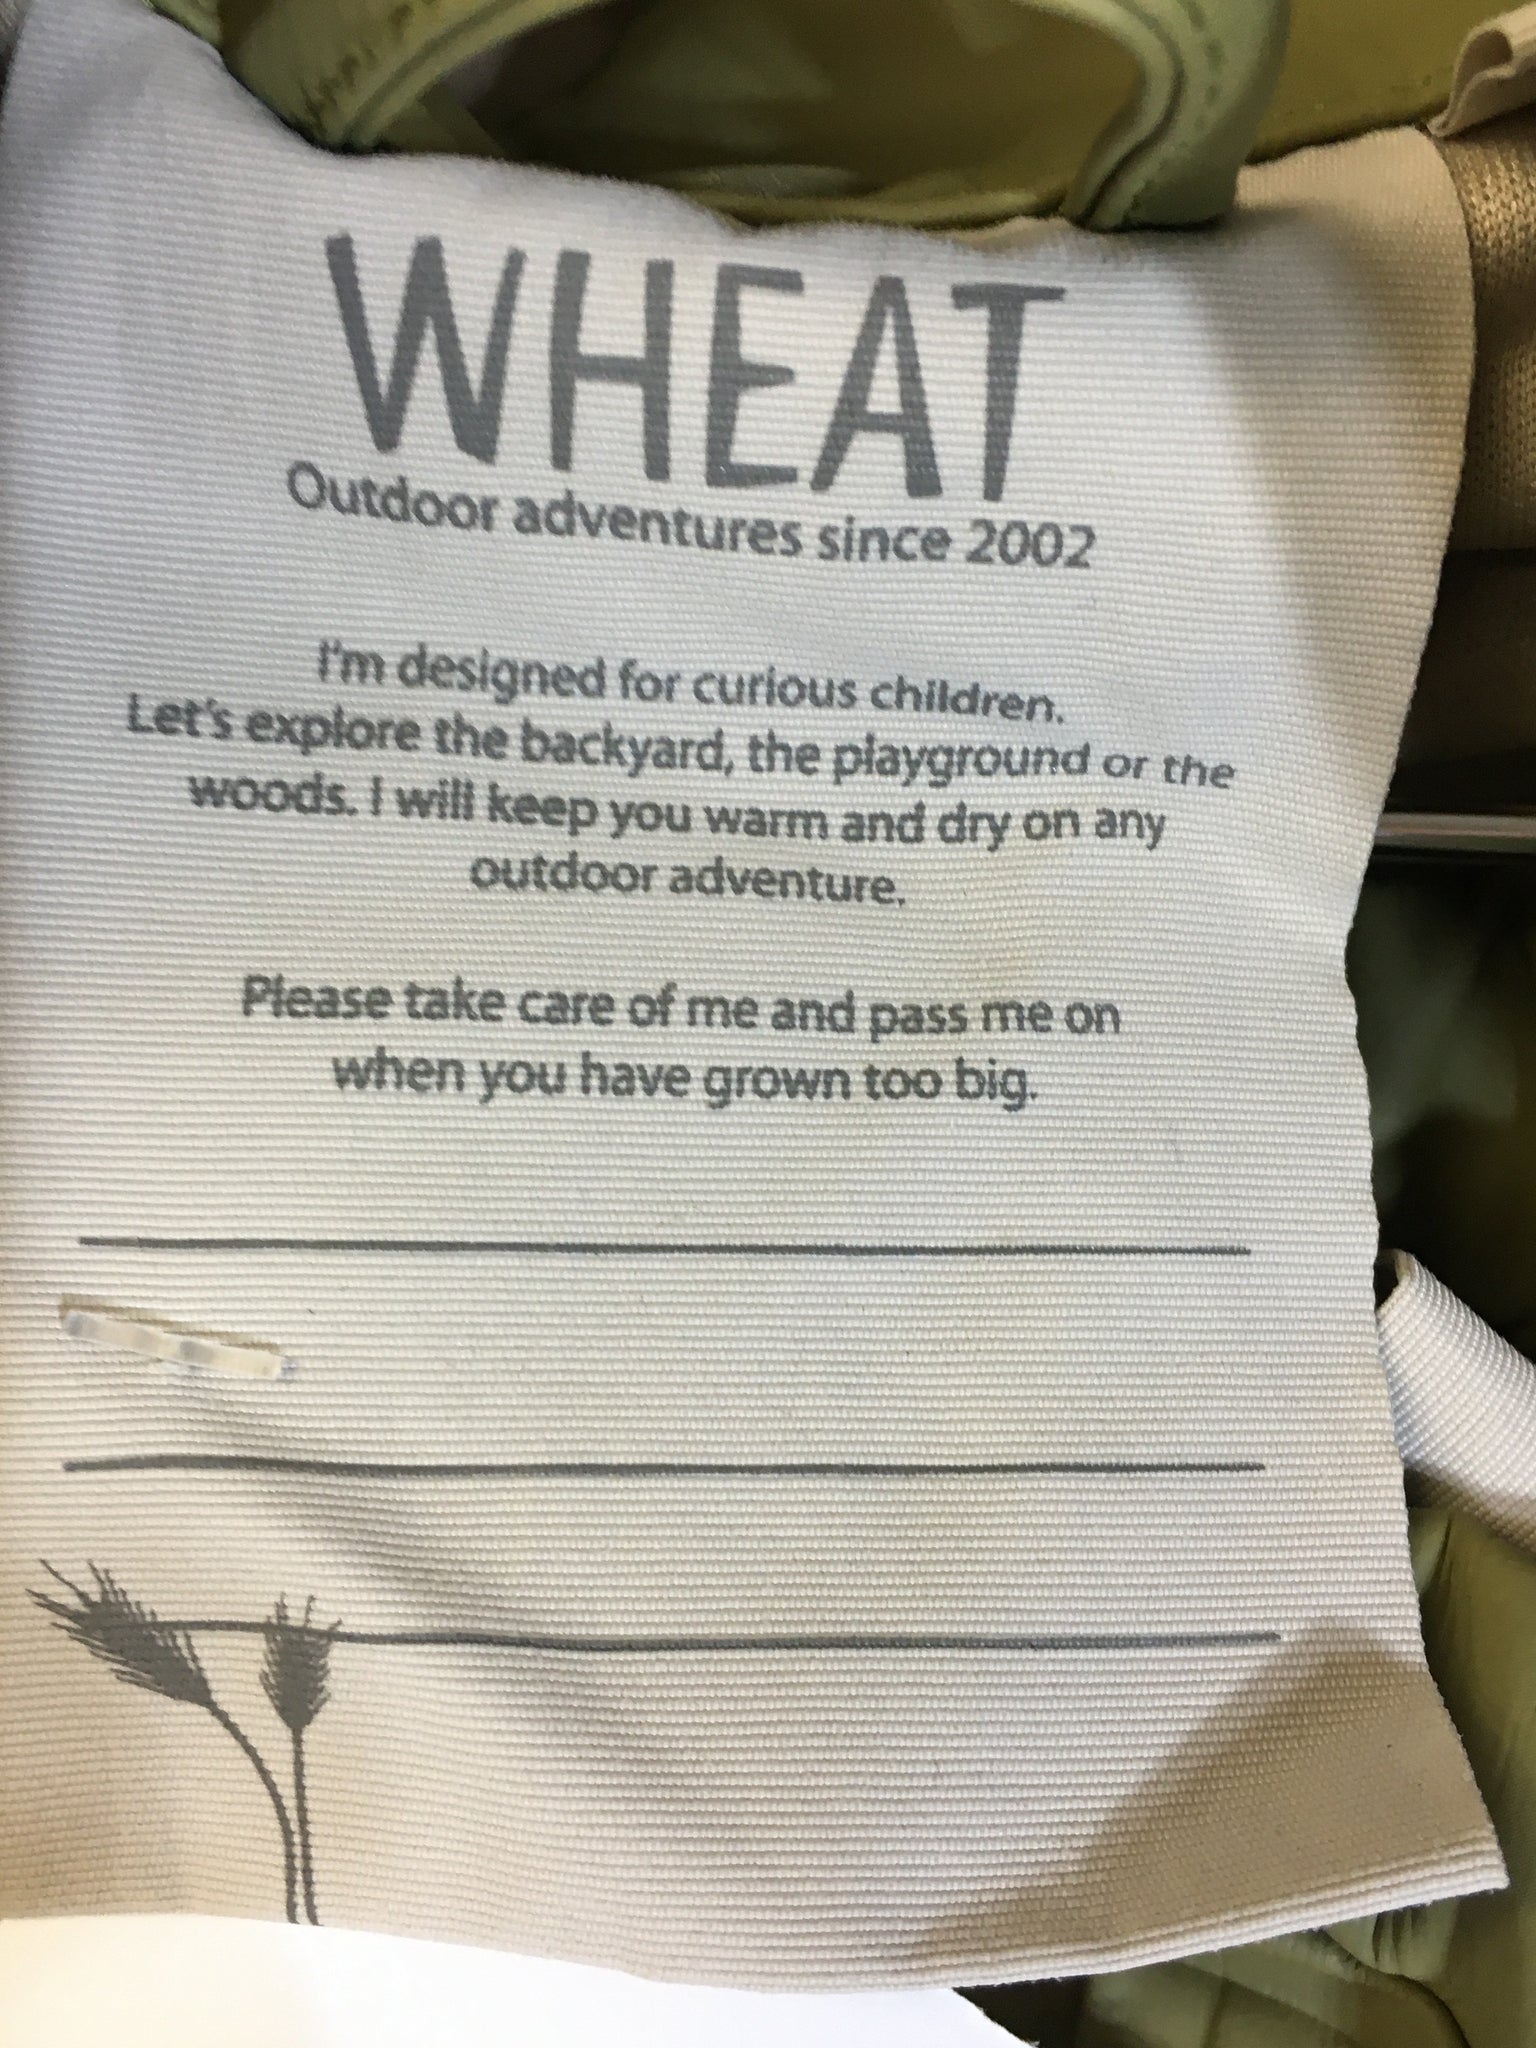 WHEAT
Outdoor adventures since 2002
I'm designed for curious children.
Let's explore the backyard, the playground or the
woods. I will keep you warm and dry on any
outdoor adventure.
Please take care of me and pass me on
when you have grown too big.